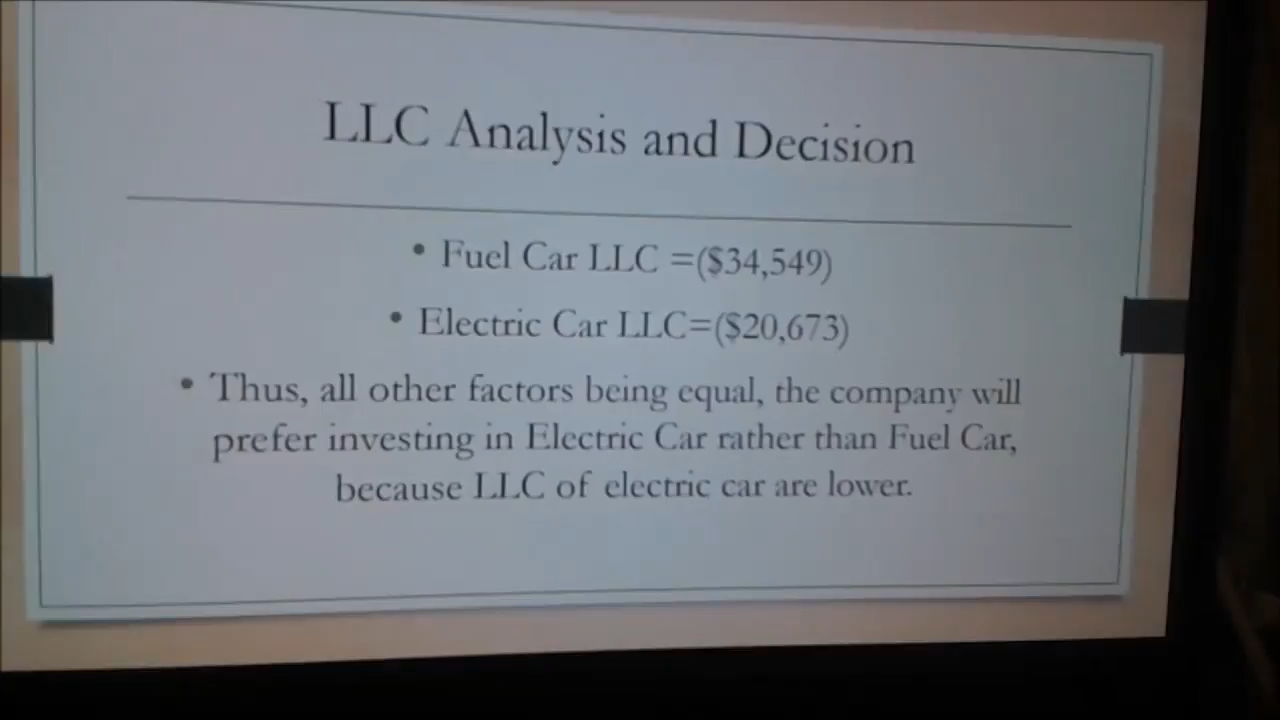 LLC Analysis and Decision
• Fuel Car LLC =($34,549)
• Electric Car LLC=($20,673)
• Thus, all other factors being equal, the company will
prefer investing in Electric Car rather than Fuel Car,
because LLC of electric car are lower.